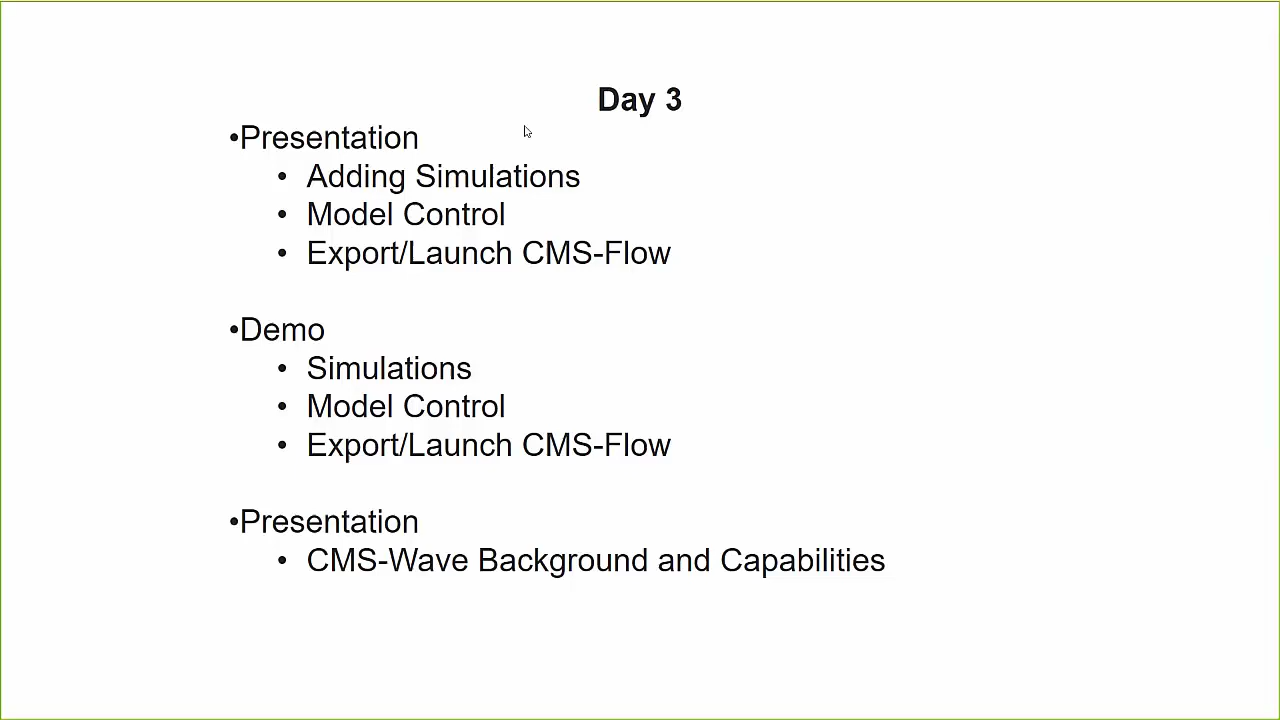 Day 3
•Presentation
• Adding Simulations
• Model Control
• Export/Launch CMS-Flow
•Demo
• Simulations
• Model Control
• Export/Launch CMS-Flow
•Presentation
• CMS-Wave Background and Capabilities